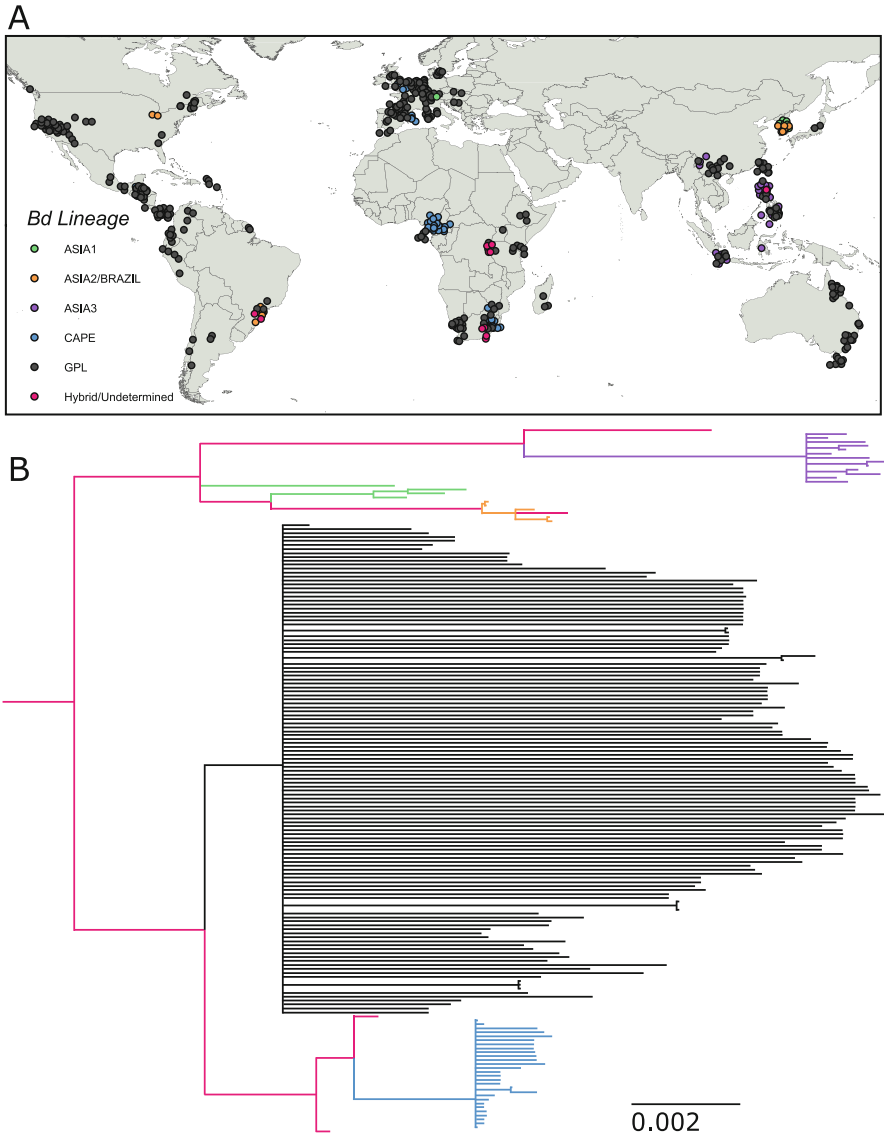 A
Bd Lineage
ASIA1
ASIA2/BRAZIL
ASIA3
CAPE
GPL
Hybrid/Undetermined
B
0.002